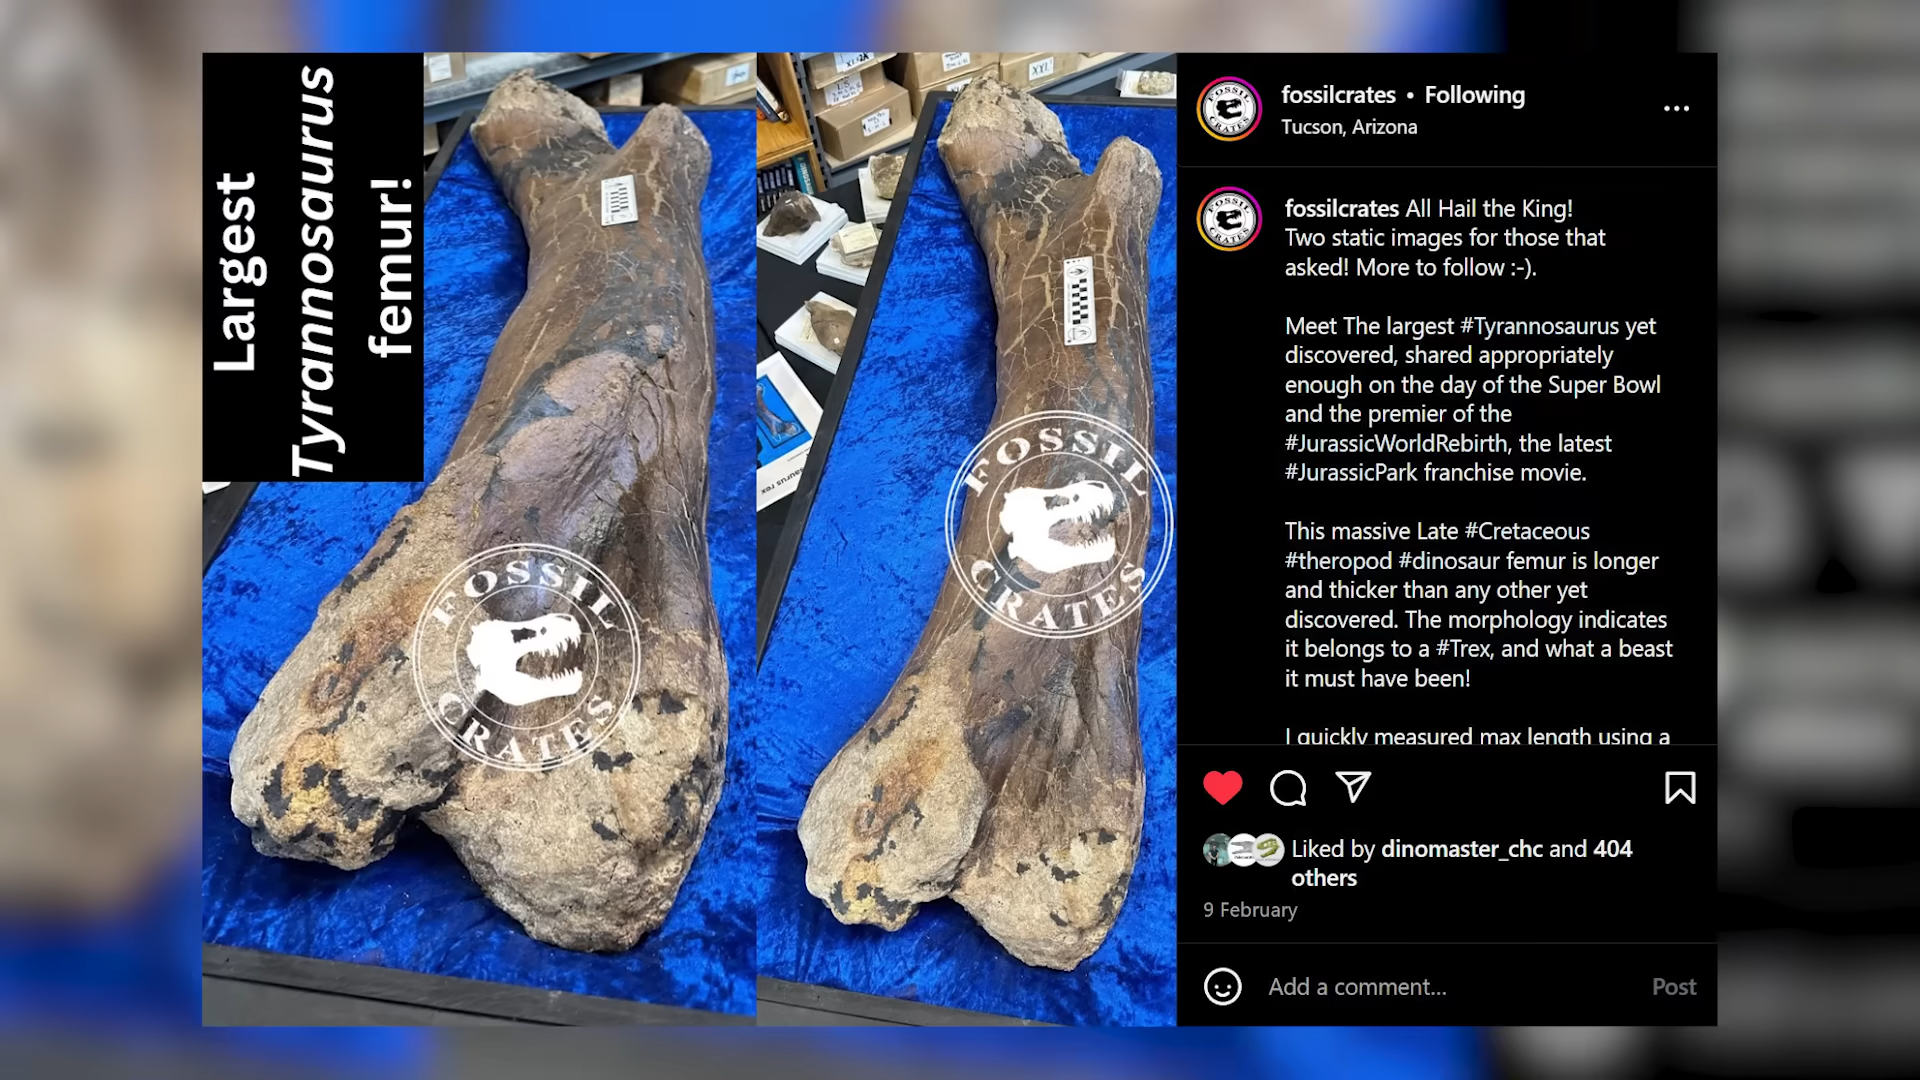 Largest
Tyrannosaurus
femur!
FOSSIL
CRATES
FOSSIL
CRATES
XXL
FOSSIL
CRATES
fossilcrates • Following
Tucson, Arizona
FOSSIL
CRATES
fossilcrates All Hail the King!
Two static images for those that
asked! More to follow :-).
Meet The largest #Tyrannosaurus yet
discovered, shared appropriately
enough on the day of the Super Bowl
and the premier of the
#JurassicWorldRebirth, the latest
#JurassicPark franchise movie.
This massive Late #Cretaceous
#theropod #dinosaur femur is longer
and thicker than any other yet
discovered. The morphology indicates
it belongs to a #Trex, and what a beast
it must have been!
I quickly measured max length using a
Liked by dinomaster_chc and 404
others
9 February
Add a comment...
Post